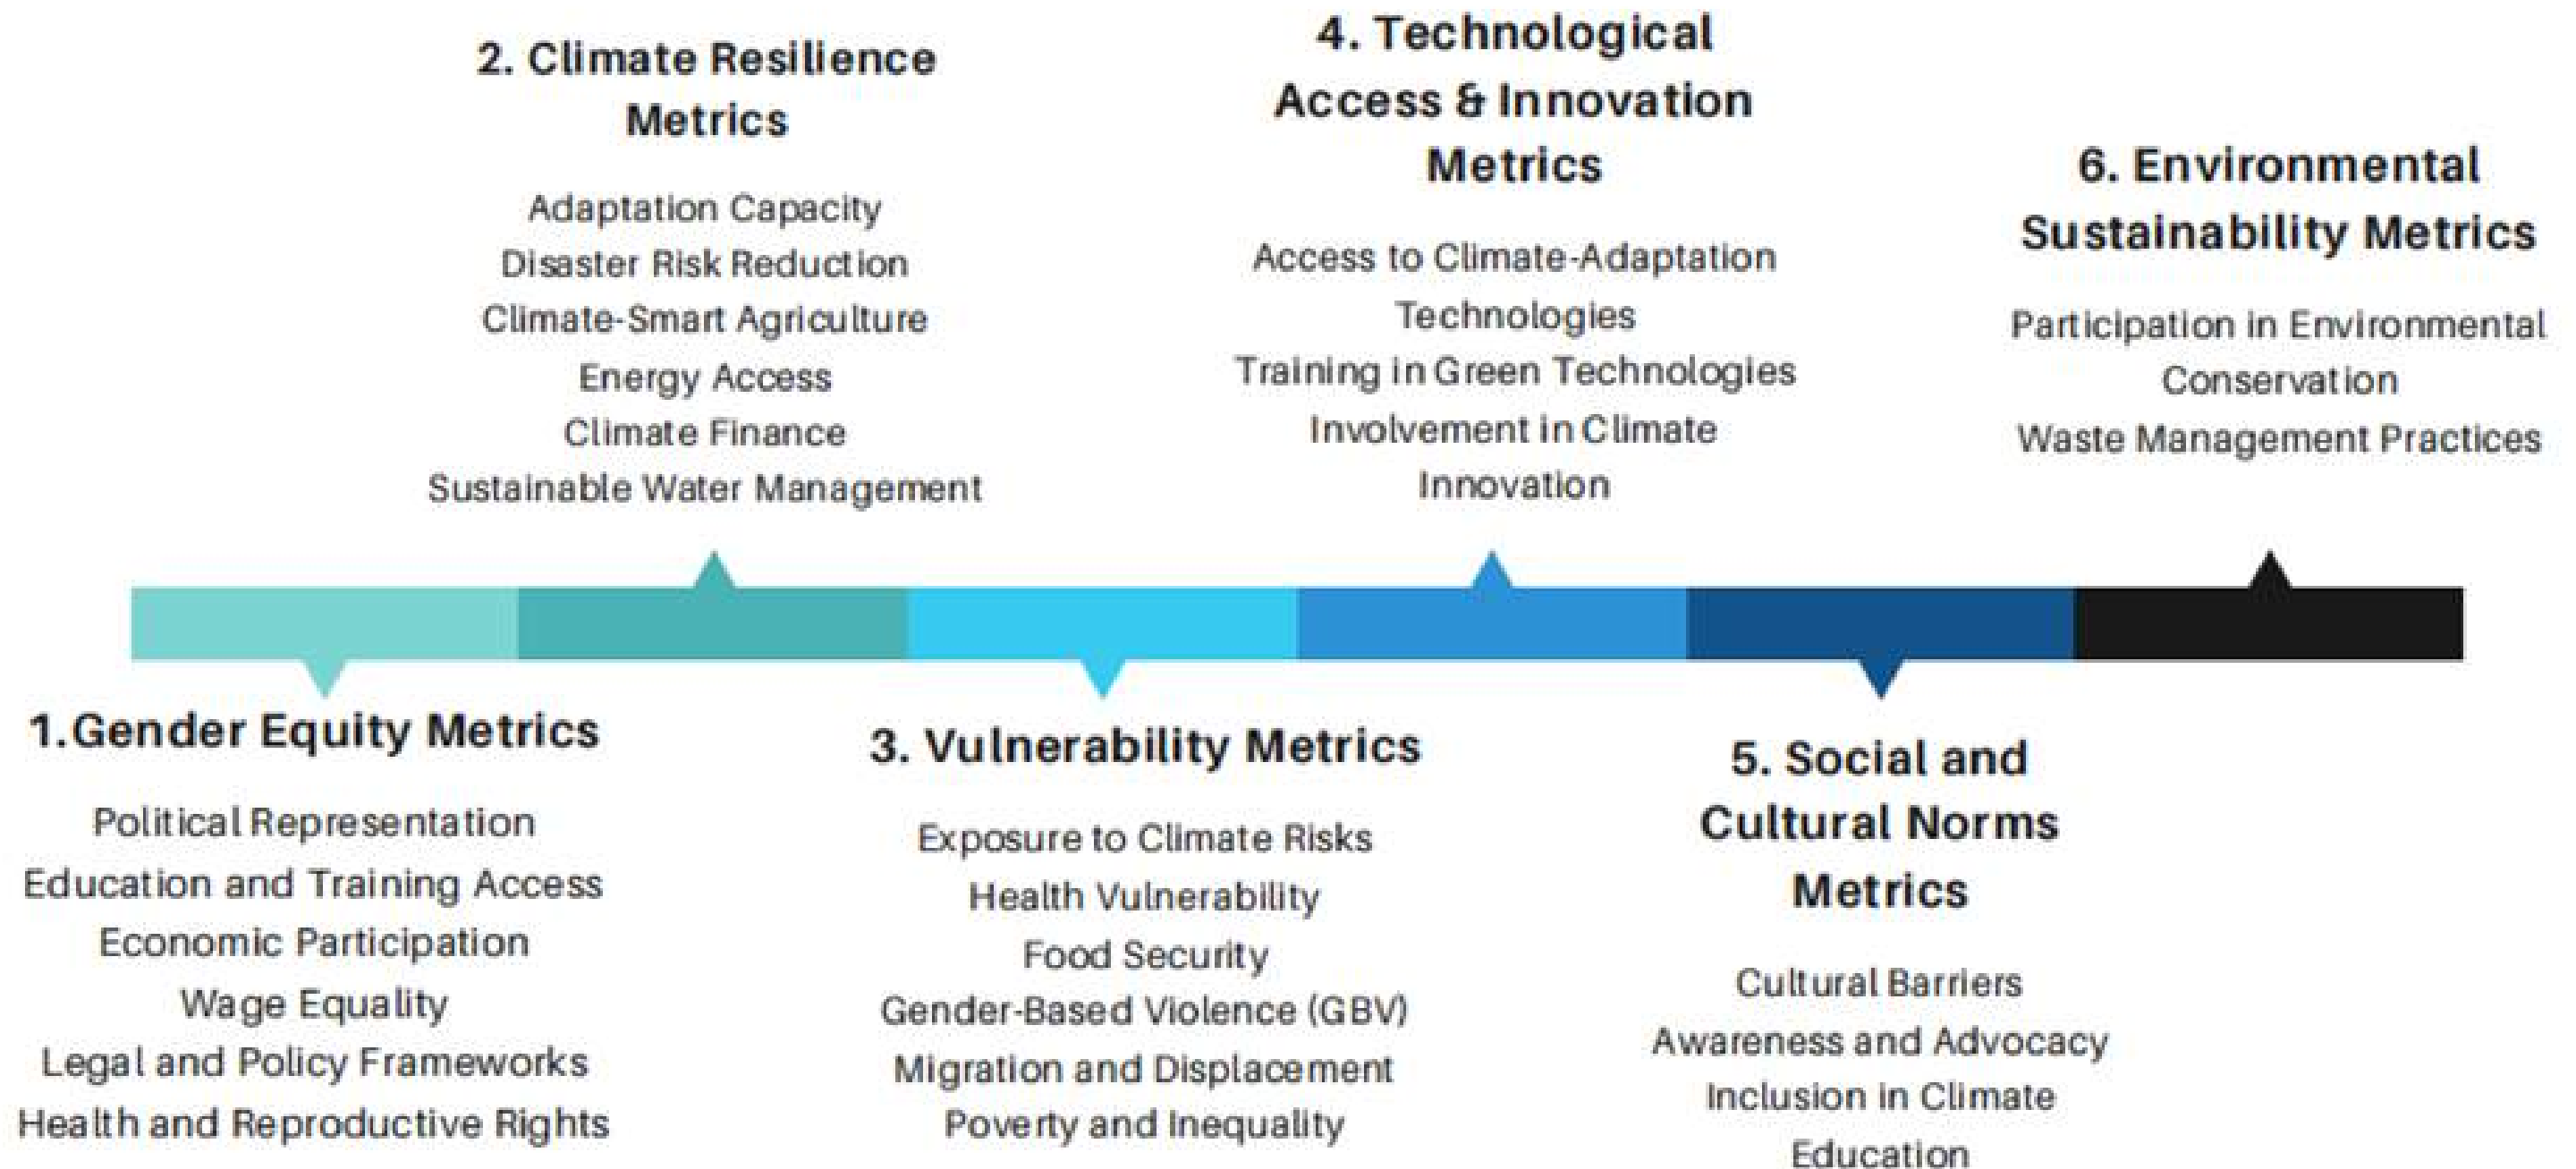 2. Climate Resilience
Metrics
Adaptation Capacity
Disaster Risk Reduction
Climate-Smart Agriculture
Energy Access
Climate Finance
Sustainable Water Management
4. Technological
Access & Innovation
Metrics
Access to Climate-Adaptation
Technologies
Training in Green Technologies
Involvement in Climate
Innovation
6. Environmental
Sustainability Metrics
Participation in Environmental
Conservation
Waste Management Practices
1.Gender Equity Metrics
Political Representation
Education and Training Access
Economic Participation
Wage Equality
Legal and Policy Frameworks
Health and Reproductive Rights
3. Vulnerability Metrics
Exposure to Climate Risks
Health Vulnerability
Food Security
Gender-Based Violence (GBV)
Migration and Displacement
Poverty and Inequality
5. Social and
Cultural Norms
Metrics
Cultural Barriers
Awareness and Advocacy
Inclusion in Climate
Education